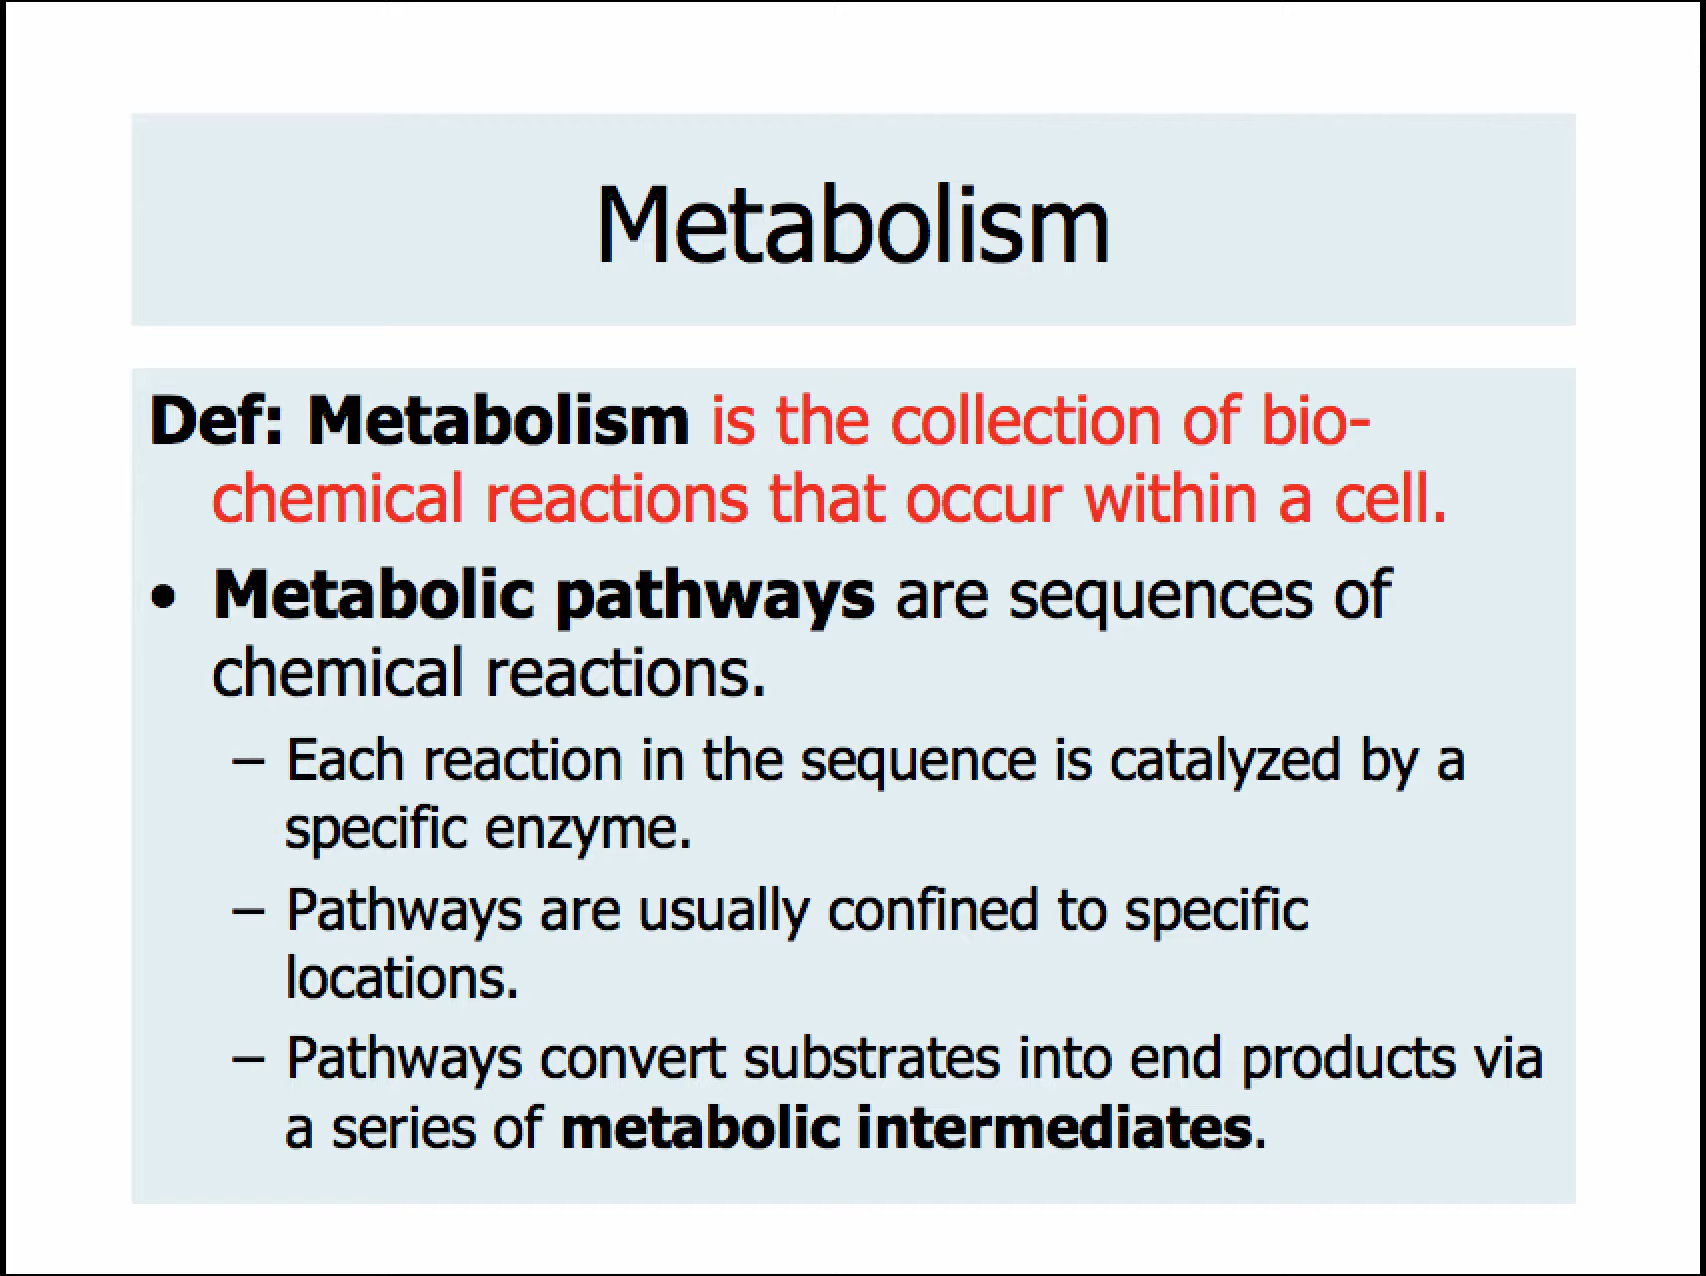 Metabolism
Def: Metabolism is the collection of bio-
chemical reactions that occur within a cell.
• Metabolic pathways are sequences of
chemical reactions.
– Each reaction in the sequence is catalyzed by a
specific enzyme.
– Pathways are usually confined to specific
locations.
– Pathways convert substrates into end products via
a series of metabolic intermediates.